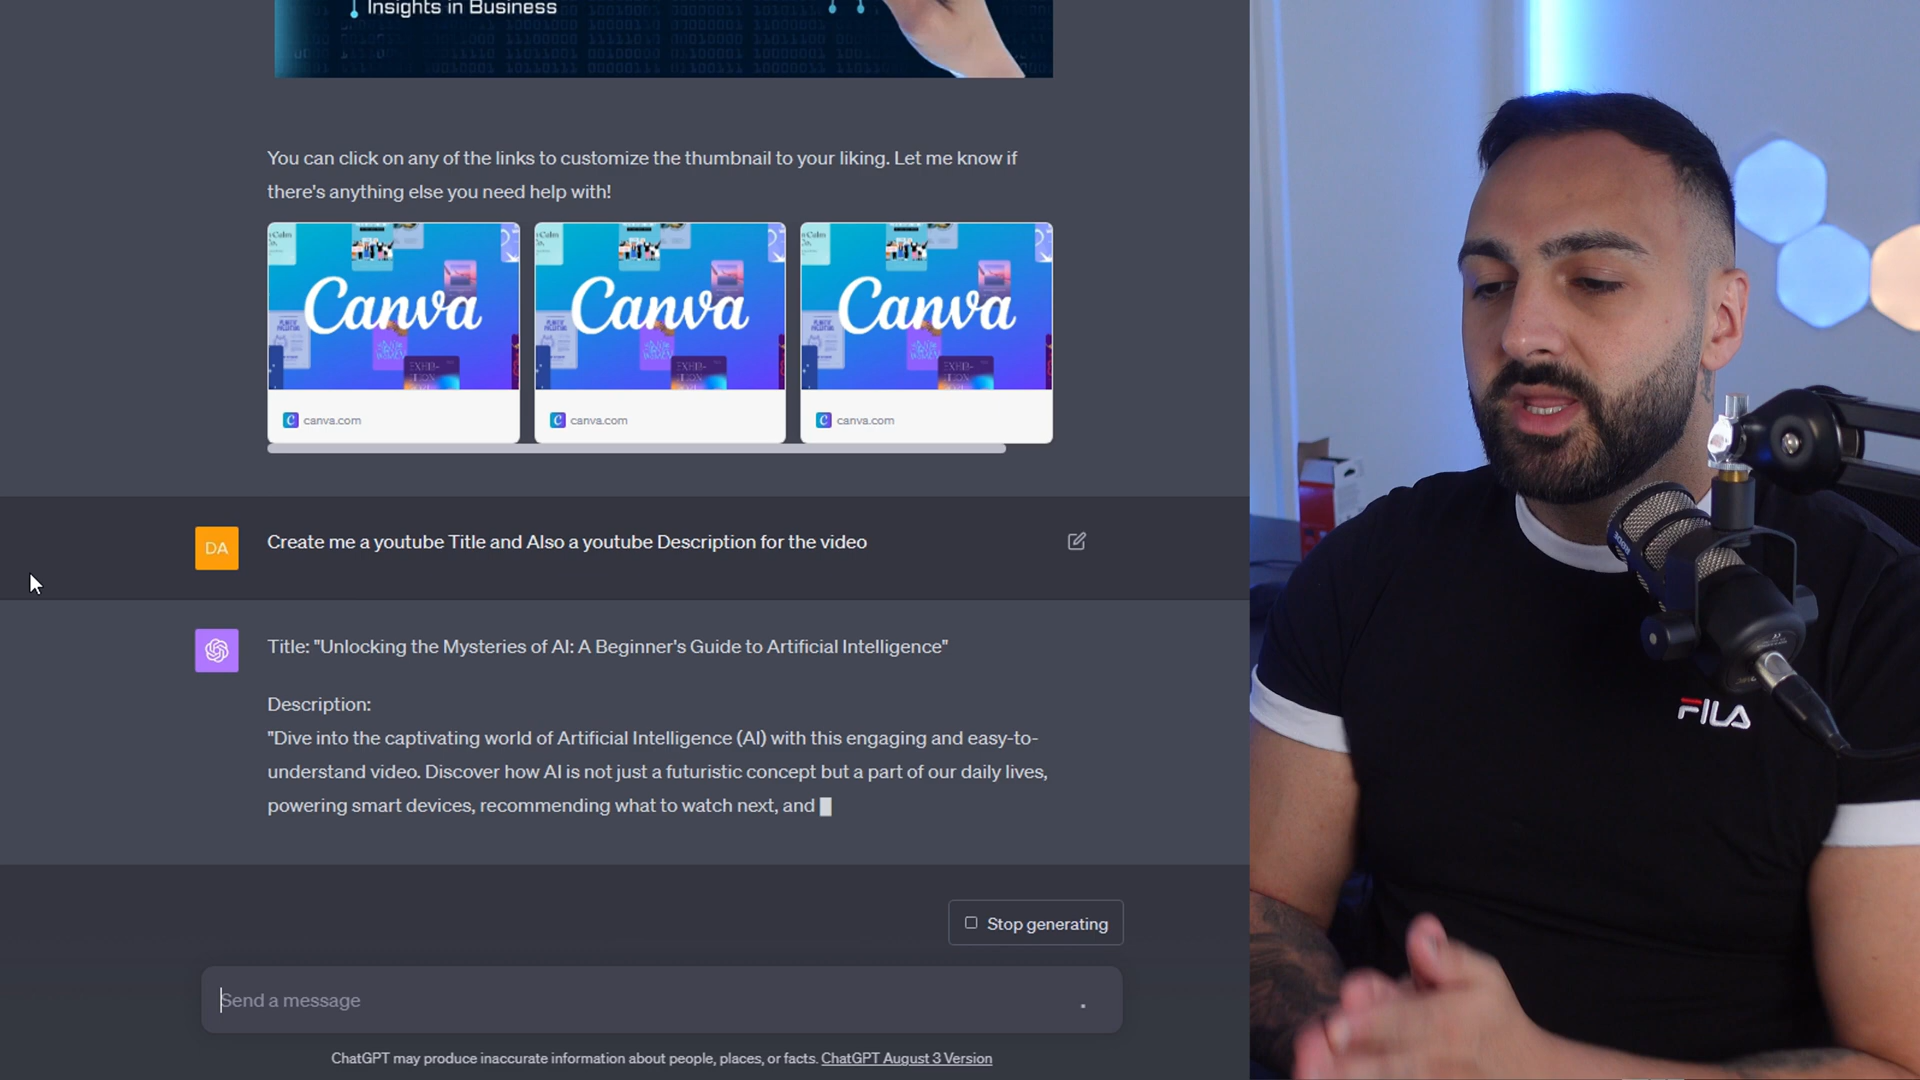 Insights in Business
You can click on any of the links to customize the thumbnail to your liking. Let me know if
there's anything else you need help with!
Canva
Canva
Canva
canva.com
canva.com
canva.com
DA
Create me a youtube Title and Also a youtube Description for the video
Title: "Unlocking the Mysteries of AI: A Beginner's Guide to Artificial Intelligence"
Description:
"Dive into the captivating world of Artificial Intelligence (AI) with this engaging and easy-to-
understand video. Discover how AI is not just a futuristic concept but a part of our daily lives,
powering smart devices, recommending what to watch next, and
Stop generating
Send a message
ChatGPT may produce inaccurate information about people, places, or facts. ChatGPT August 3 Version
FILA